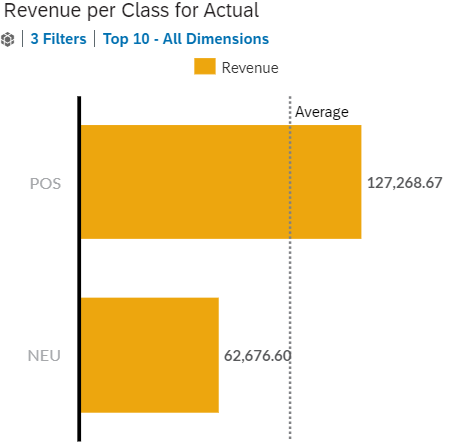 Revenue per Class for Actual
3 Filters | Top 10 - All Dimensions
Revenue
Average
POS 127,268.67
NEU 62,676.60